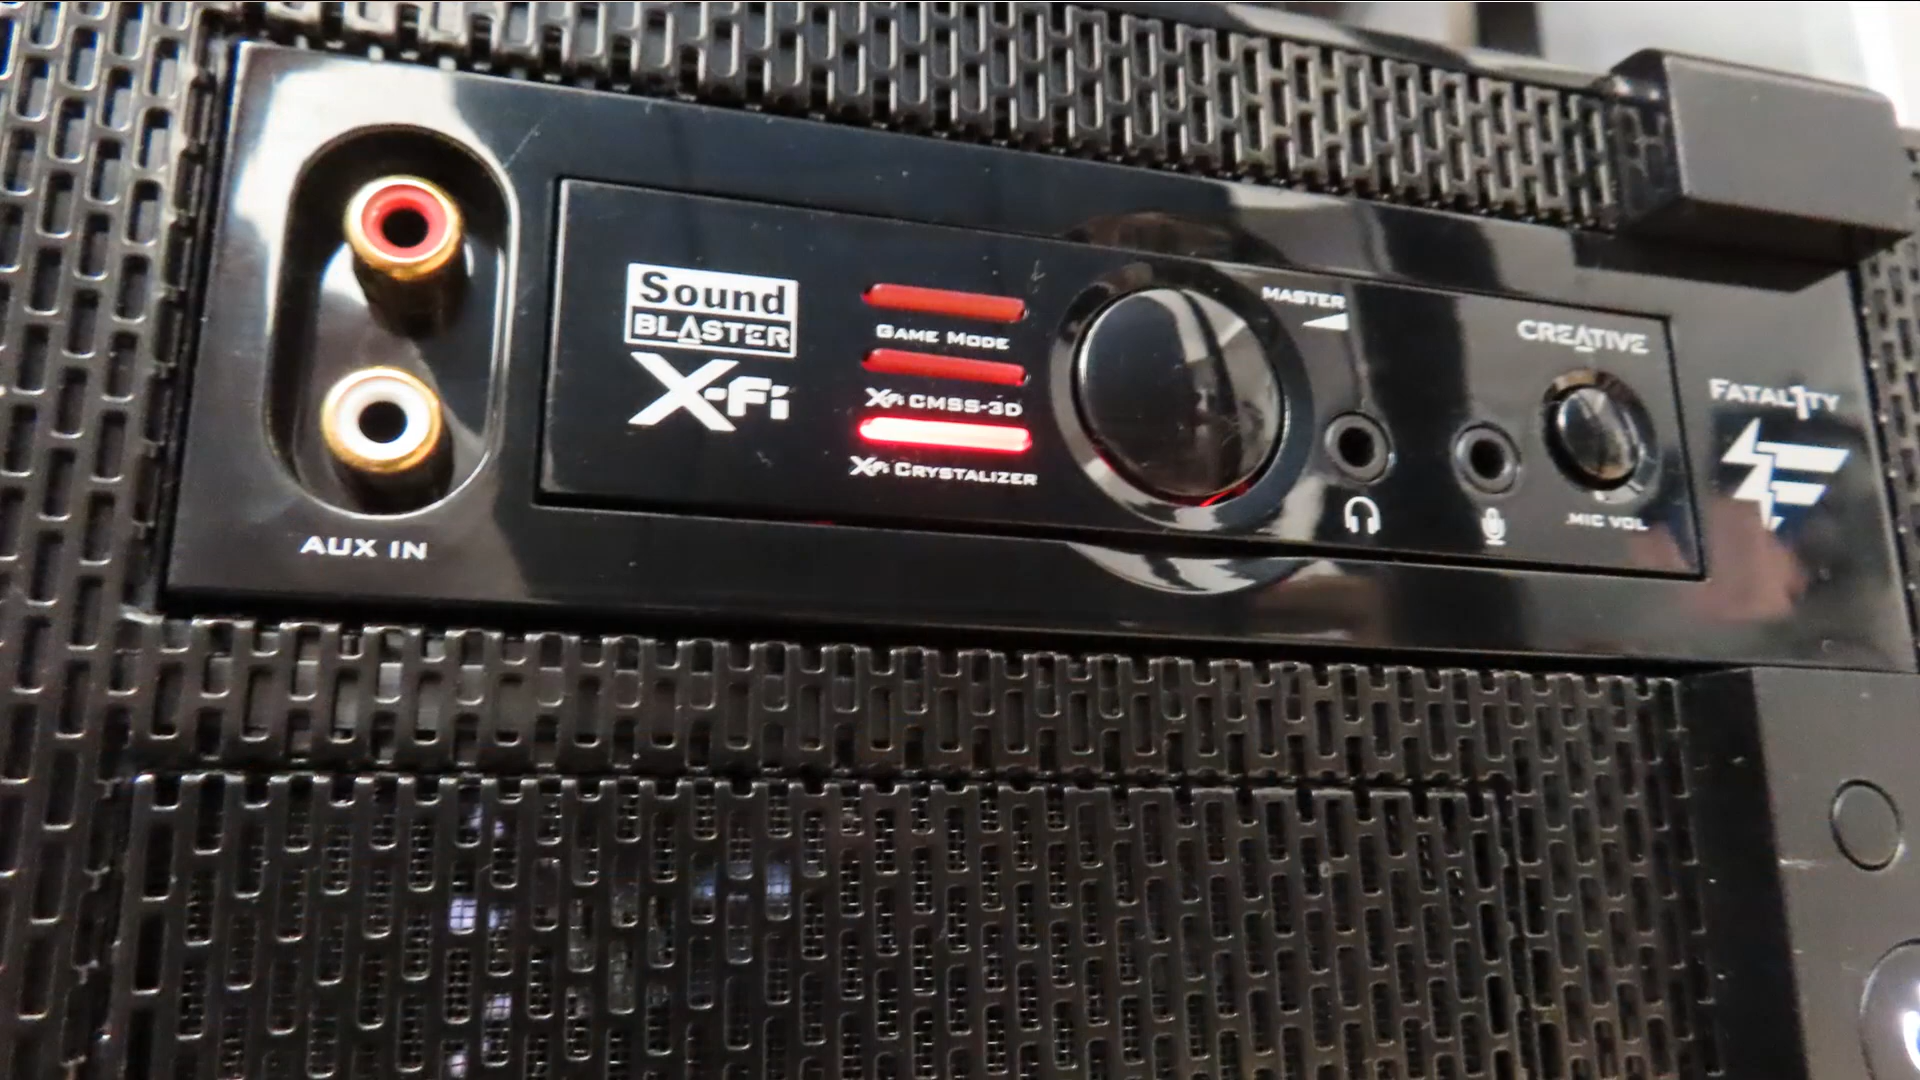 Sound
BLASTER
X-Fi
GAME MODE
X-Fi CMSS-3D
X-Fi CRYSTALIZER
MASTER
CREATIVE
MIC VOL
FATAL1TY
AUX IN